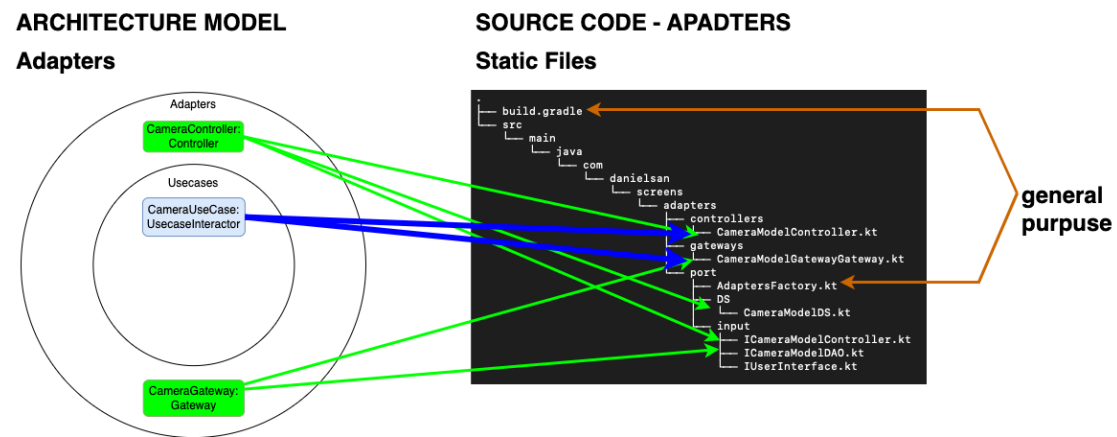 ARCHITECTURE MODEL
Adapters
SOURCE CODE - APADTERS
Static Files
Adapters
CameraController:
Controller
Usecases
CameraUseCase:
UsecaseInteractor
CameraGateway:
Gateway
.
├── build.gradle
└── src
└── main
└── java
└── com
└── danielsan
└── screens
└── adapters
├── controllers
└── CameraModelController.kt
├── gateways
└── CameraModelGatewayGateway.kt
└── port
├── AdaptersFactory.kt
├── DS
└── CameraModelDS.kt
└── input
├── ICameraModelController.kt
├── ICameraModelDAO.kt
└── IUserInterface.kt
general
purpuse